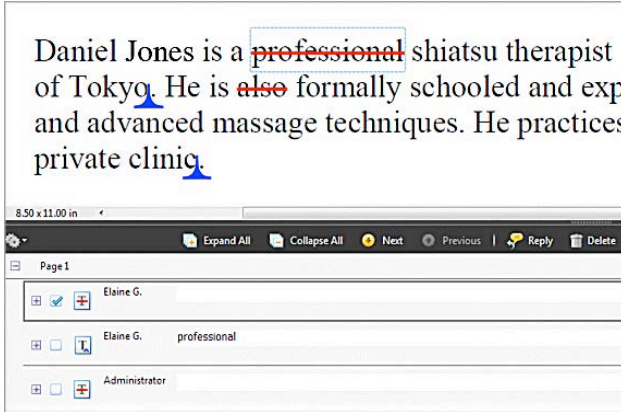 Daniel Jones is a professional shiatsu therapist
of Tokyo. He is also formally schooled and exp
and advanced massage techniques. He practices
private clinic.
8.50 x 11.00 in
Expand All Collapse All Next Previous Reply Delete
Page 1
Elaine G.
Elaine G. professional
Administrator